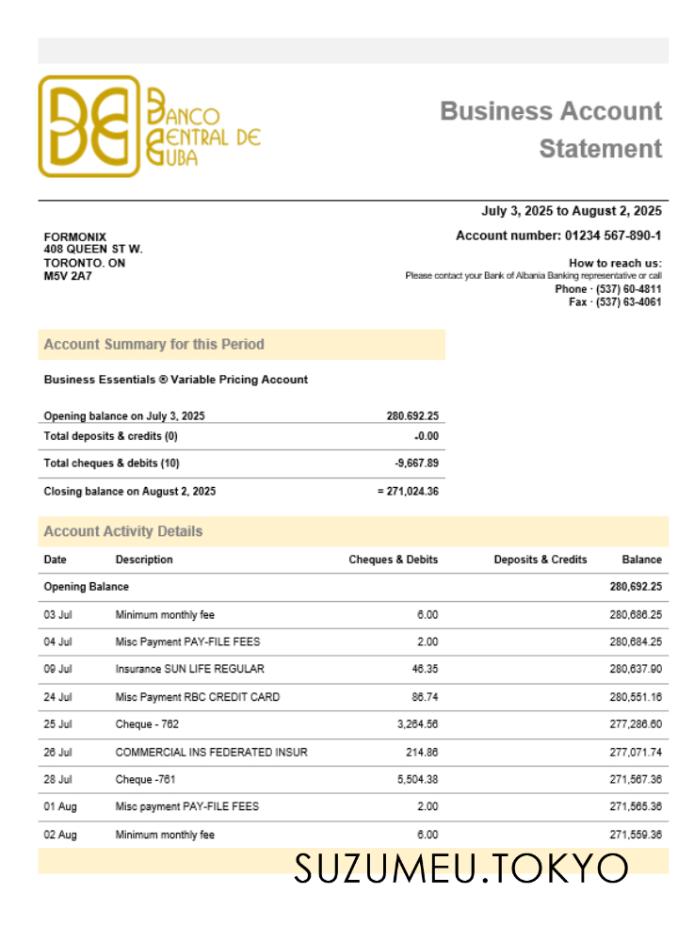 BANCO
CENTRAL DE
CUBA
Business Account
Statement
July 3, 2025 to August 2, 2025
Account number: 01234 567-890-1
FORMONIX
408 QUEEN ST W.
TORONTO. ON
M5V 2A7
How to reach us:
Please contact your Bank of Albania Banking representative or call
Phone · (537) 60-4811
Fax · (537) 63-4061
Account Summary for this Period
Business Essentials ® Variable Pricing Account
Opening balance on July 3, 2025 280.692.25
Total deposits & credits (0) -0.00
Total cheques & debits (10) -9,667.89
Closing balance on August 2, 2025 = 271,024.36
Account Activity Details
Date Description Cheques & Debits Deposits & Credits Balance
Opening Balance 280,692.25
03 Jul Minimum monthly fee 6.00 280,686.25
04 Jul Misc Payment PAY-FILE FEES 2.00 280,684.25
09 Jul Insurance SUN LIFE REGULAR 46.35 280,637.90
24 Jul Misc Payment RBC CREDIT CARD 86.74 280,551.16
25 Jul Cheque - 762 3,264.56 277,286.60
26 Jul COMMERCIAL INS FEDERATED INSUR 214.86 277,071.74
28 Jul Cheque -761 5,504.38 271,567.36
01 Aug Misc payment PAY-FILE FEES 2.00 271,565.36
02 Aug Minimum monthly fee 6.00 271,559.36
SUZUMEU.TOKYO